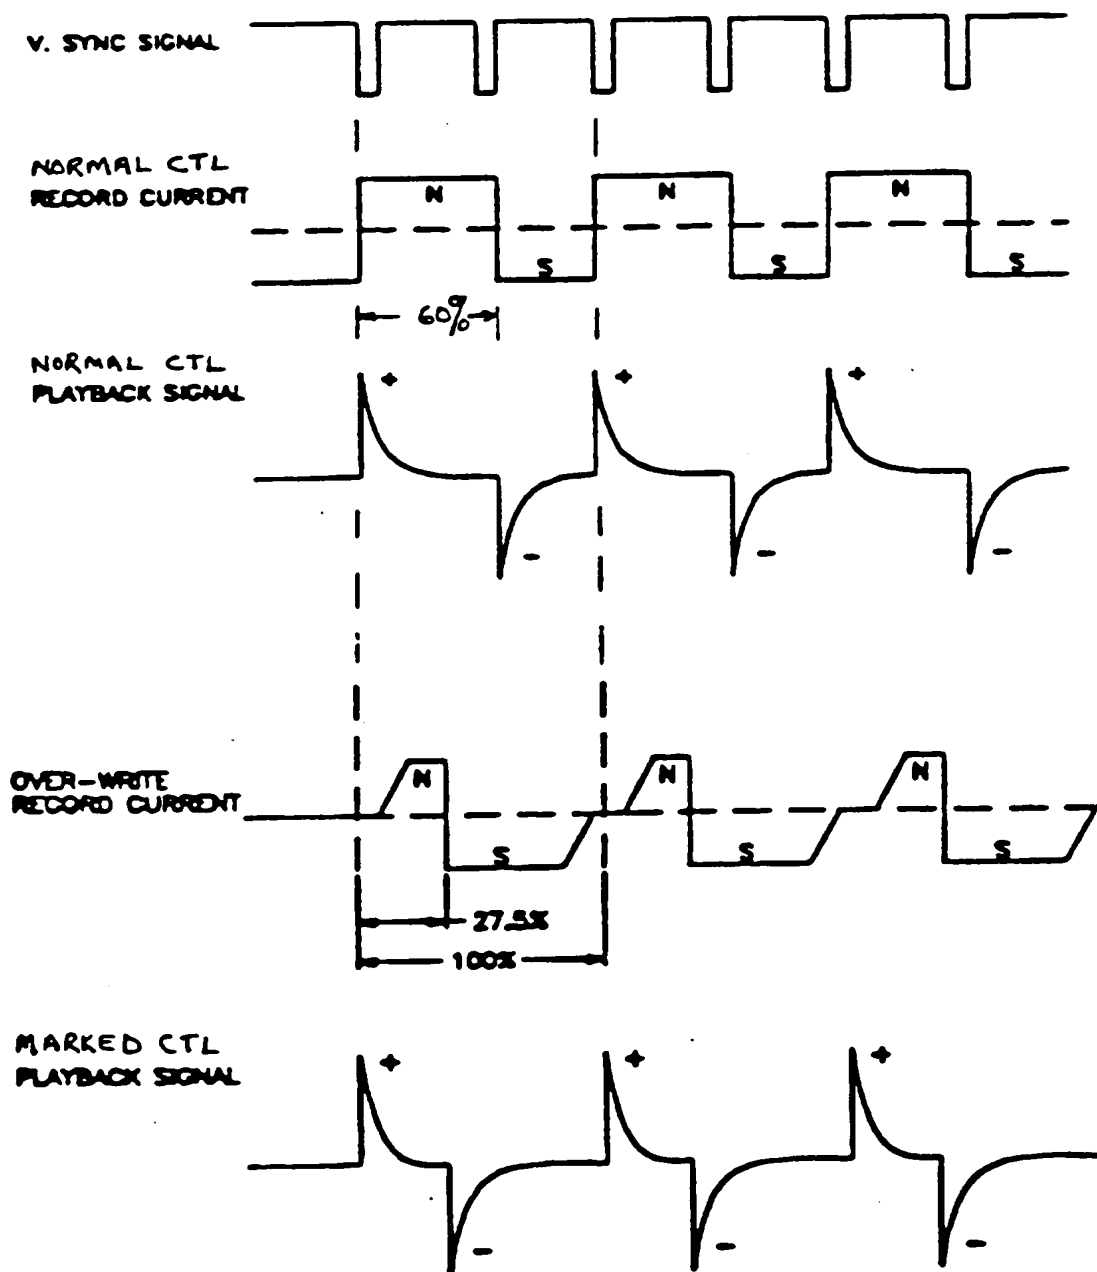 V. SYNC SIGNAL
NORMAL CTL
RECORD CURRENT
N N N
S S S
60%
NORMAL CTL
PLAYBACK SIGNAL
+ + +
- - -
OVER-WRITE
RECORD CURRENT
N N N
S S S
27.5%
100%
MARKED CTL
PLAYBACK SIGNAL
+ + +
- - -